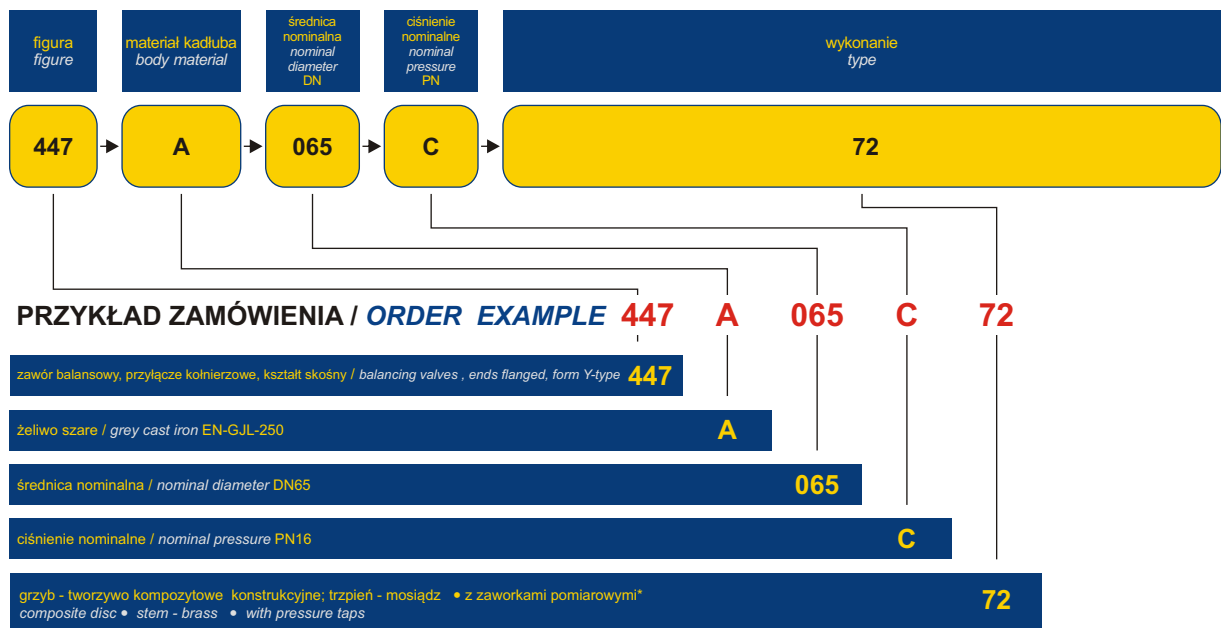 figura
figure
materiał kadłuba
body material
średnica
nominalna
nominal
diameter
DN
ciśnienie
nominalne
nominal
pressure
PN
wykonanie
type
447 A 065 C 72
PRZYKŁAD ZAMÓWIENIA / ORDER EXAMPLE 447 A 065 C 72
zawór balansowy, przyłącze kołnierzowe, kształt skośny / balancing valves , ends flanged, form Y-type 447
żeliwo szare / grey cast iron EN-GJL-250 A
średnica nominalna / nominal diameter DN65 065
ciśnienie nominalne / nominal pressure PN16 C
grzyb - tworzywo kompozytowe konstrukcyjne; trzpień - mosiądz • z zaworkami pomiarowymi* 72
composite disc • stem - brass • with pressure taps